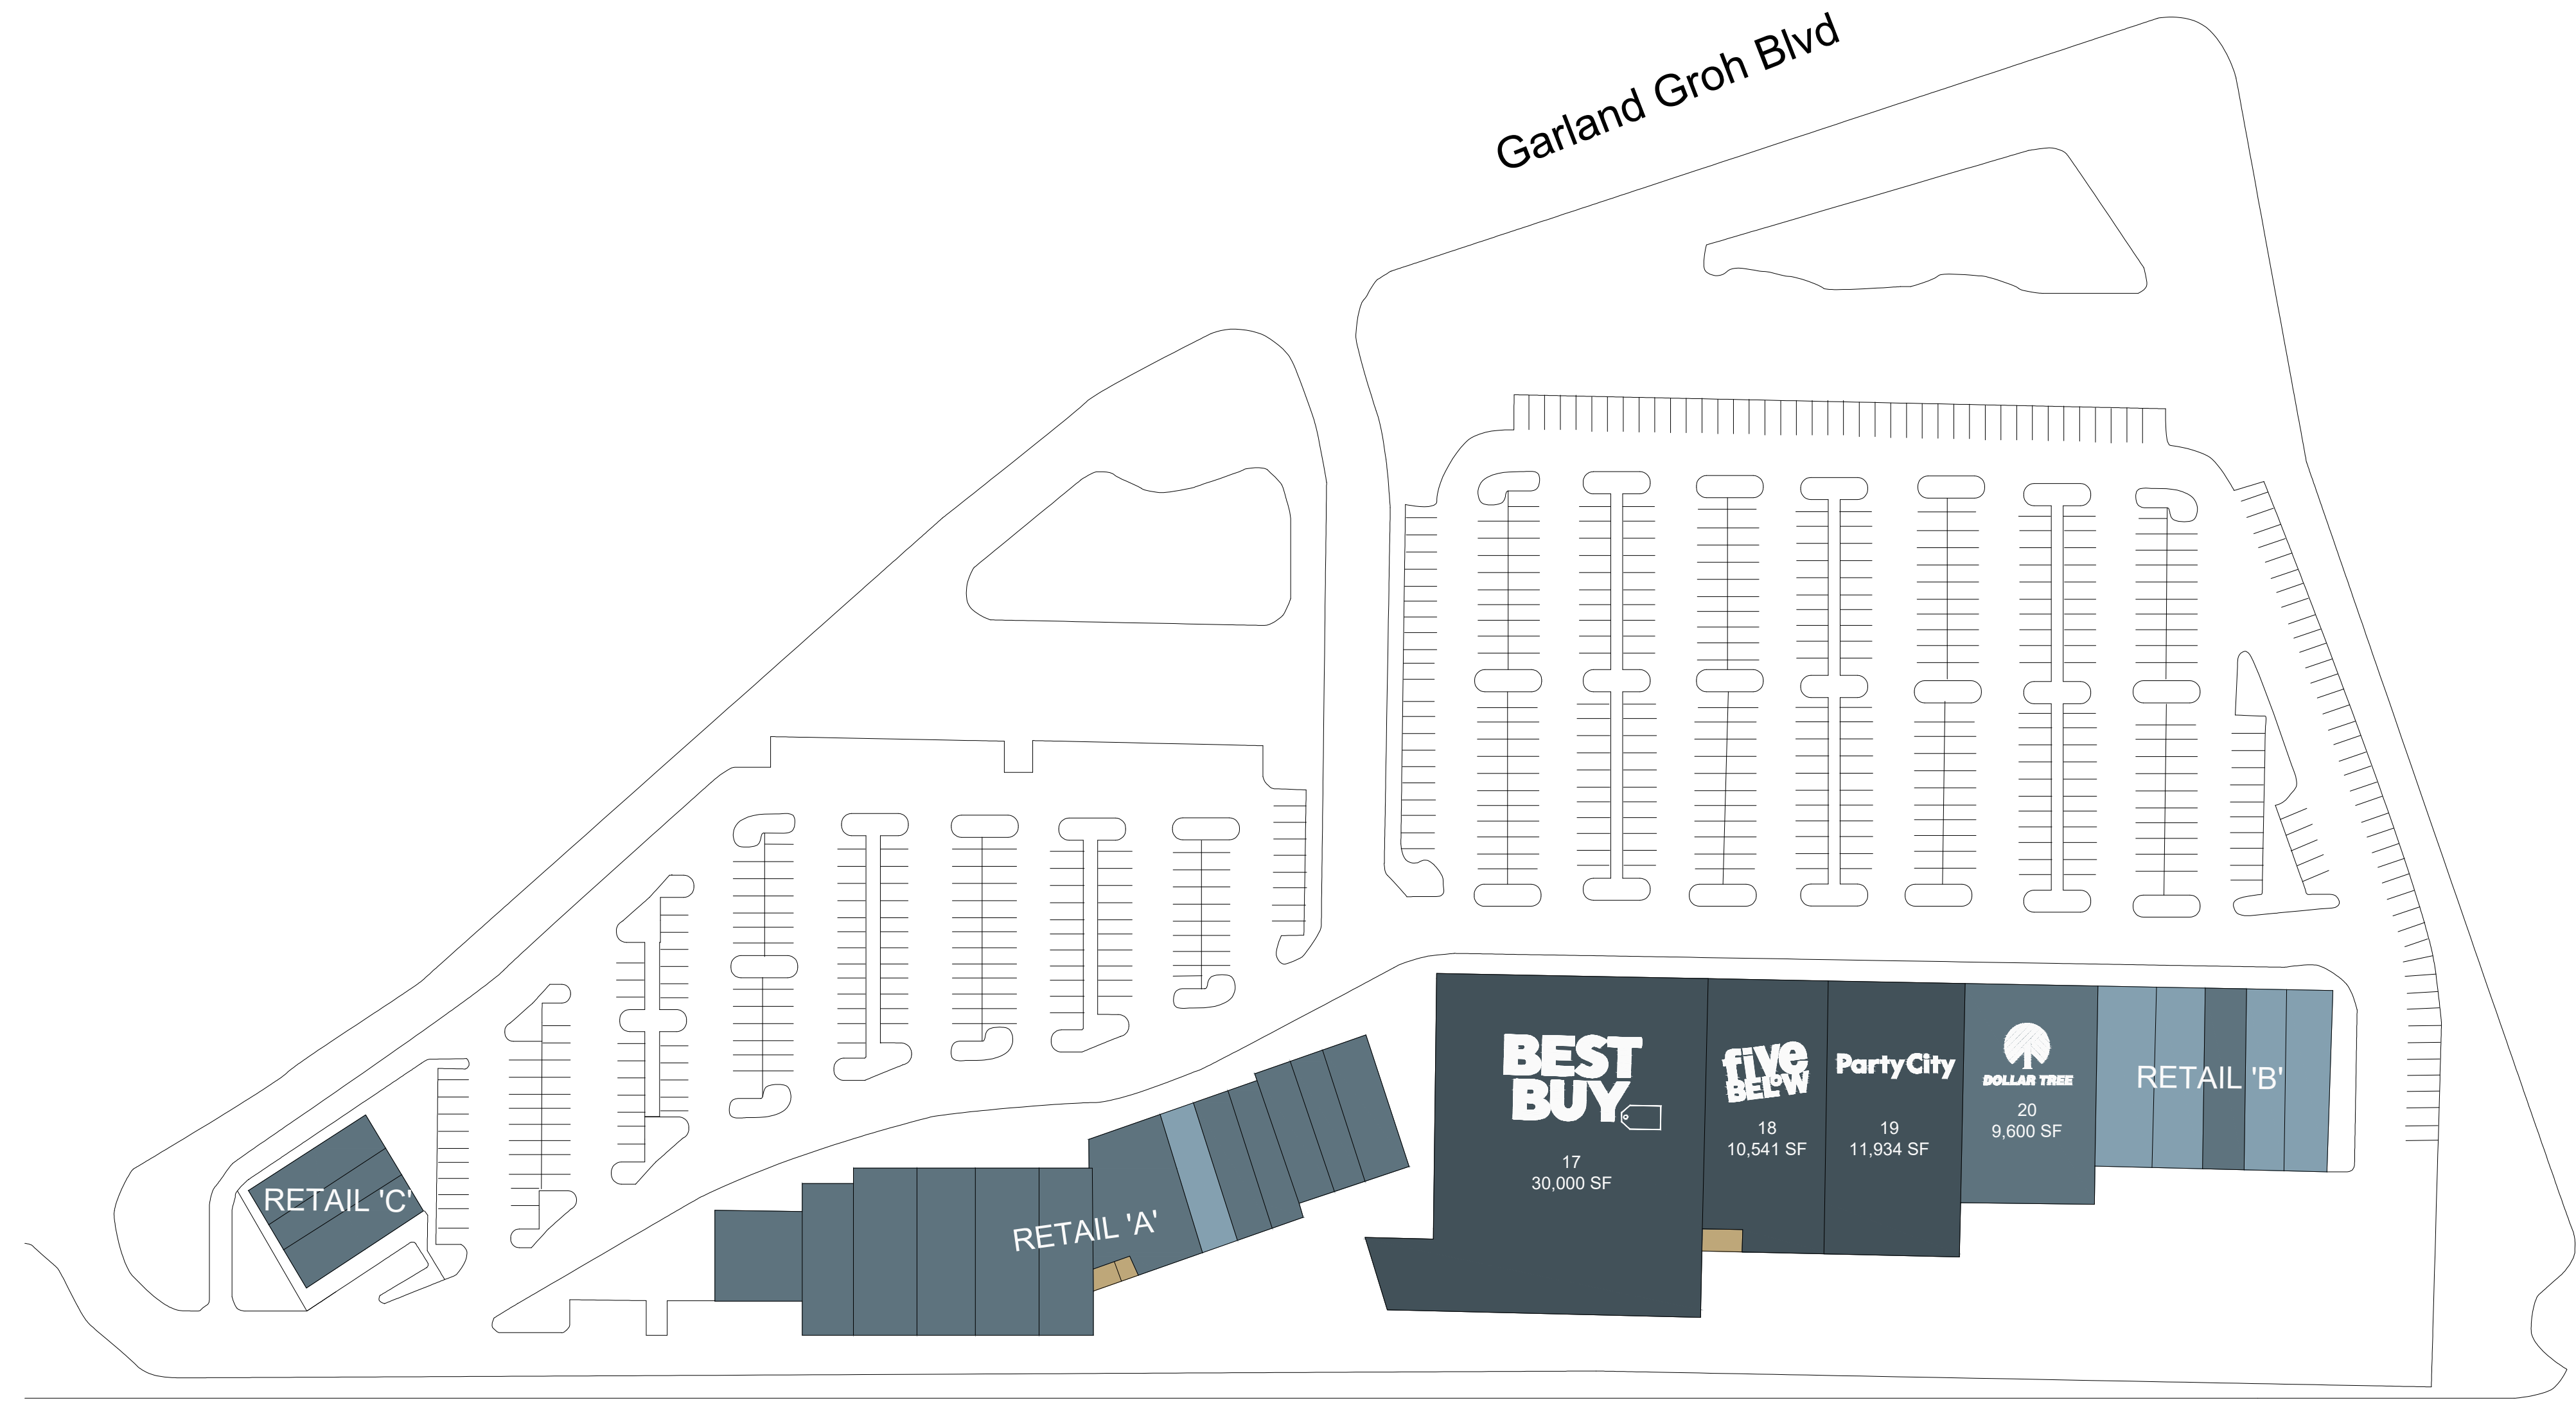 Garland Groh Blvd
BEST
BUY
17
30,000 SF
five
BELOW
18
10,541 SF
PartyCity
19
11,934 SF
DOLLAR TREE
20
9,600 SF
RETAIL 'B'
RETAIL 'A'
RETAIL 'C'